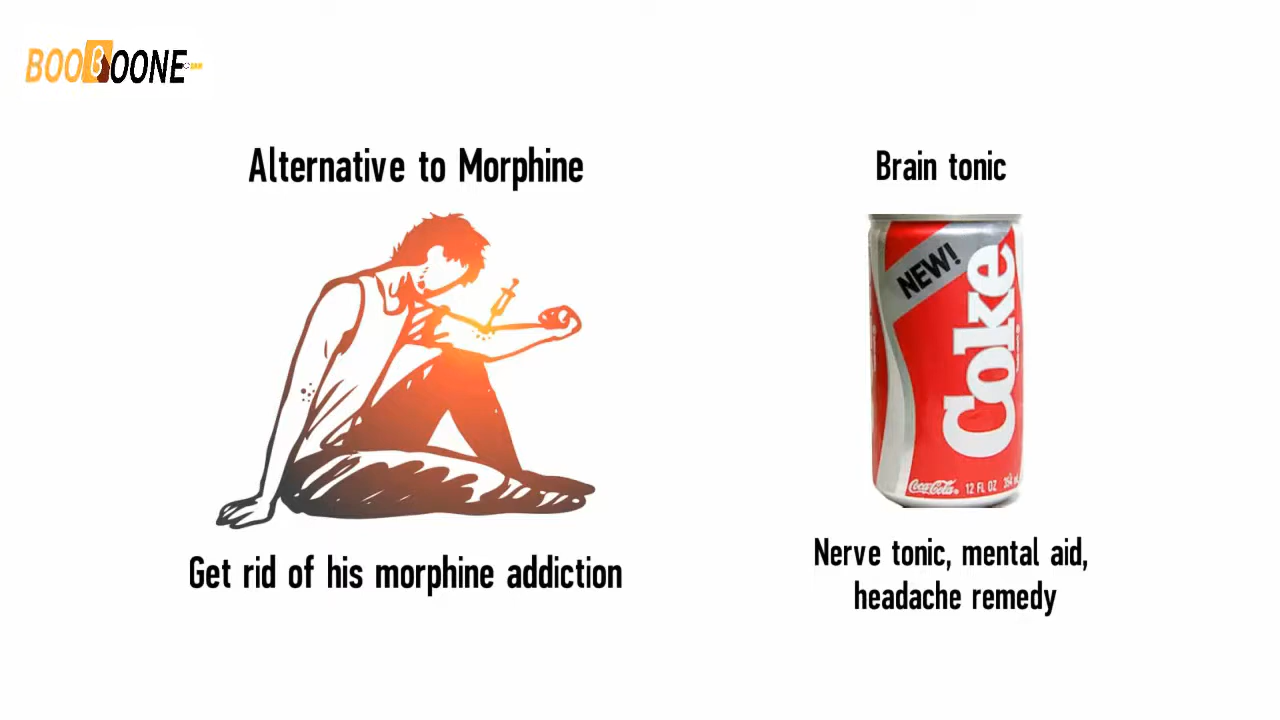 BOOBOONE
Alternative to Morphine
Brain tonic
NEW!
Coke
Coca-Cola
12 FL OZ
Get rid of his morphine addiction
Nerve tonic, mental aid,
headache remedy